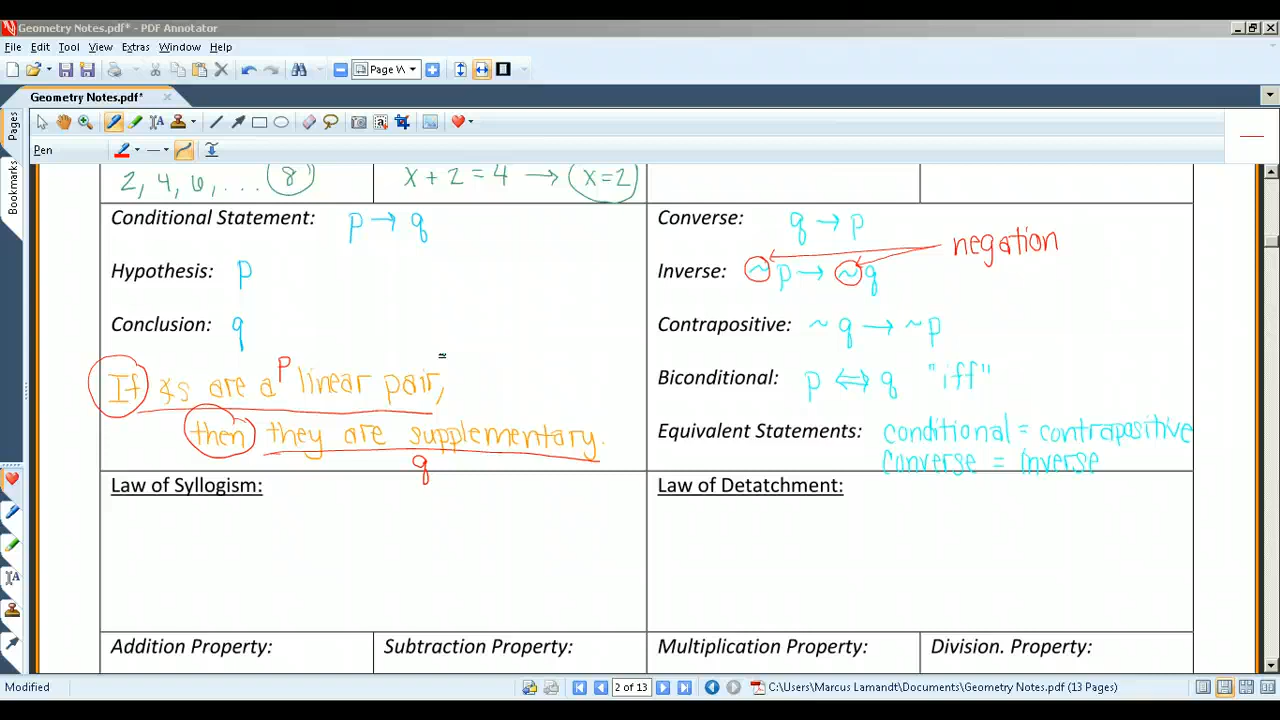 Geometry Notes.pdf* - PDF Annotator
File Edit Tool View Extras Window Help
Page W
Geometry Notes.pdf*
Pages
Bookmarks
Pen
2, 4, 6, . . . 8
x + 2 = 4 → x = 2
Conditional Statement: p → q
Hypothesis: p
Conclusion: q
If ∡s are a linear pair,
p
then they are supplementary.
q
Converse: q → p
negation
Inverse: ~p → ~q
Contrapositive: ~q → ~p
Biconditional: p ⟺ q "iff"
Equivalent Statements: conditional = contrapositive
converse = inverse
Law of Syllogism:
Law of Detatchment:
Addition Property:
Subtraction Property:
Multiplication Property:
Division. Property:
Modified
2 of 13
C:\Users\Marcus Lamandt\Documents\Geometry Notes.pdf (13 Pages)